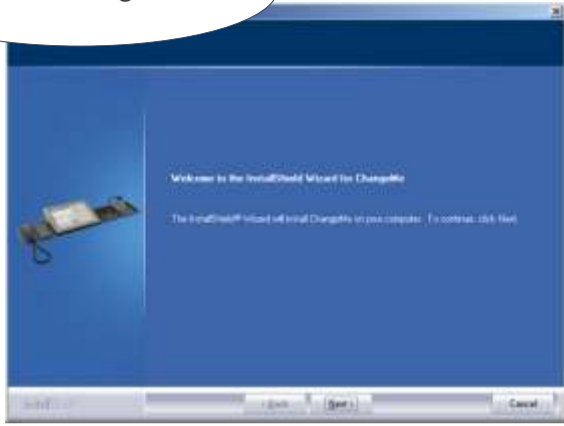 Welcome to the InstallShield Wizard for ChangeMe
The InstallShield® Wizard will install ChangeMe on your computer. To continue, click Next.
< Back
Next >
Cancel